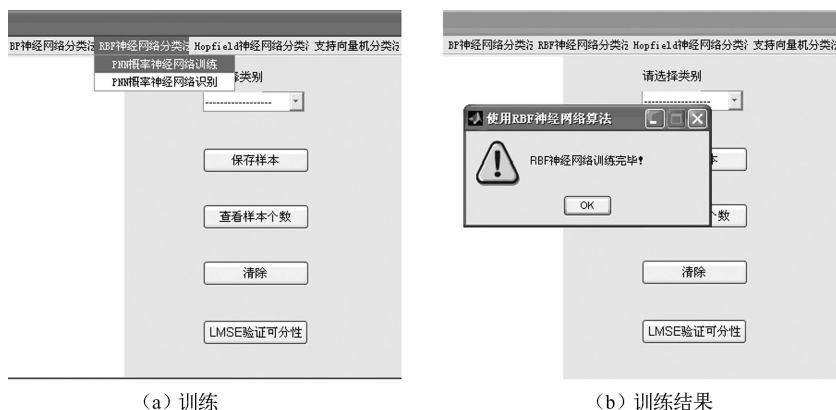 BP神经网络分类法 RBF神经网络分类法 Hopfield神经网络分类法 支持向量机分类法
PNN概率神经网络训练
PNN概率神经网络识别
择类别
------------------
保存样本
查看样本个数
清除
LMSE验证可分性
(a) 训练
BP神经网络分类法 RBF神经网络分类法 Hopfield神经网络分类法 支持向量机分类法
请选择类别
------------------
使用RBF神经网络算法
RBF神经网络训练完毕!
OK
本
个数
清除
LMSE验证可分性
(b) 训练结果